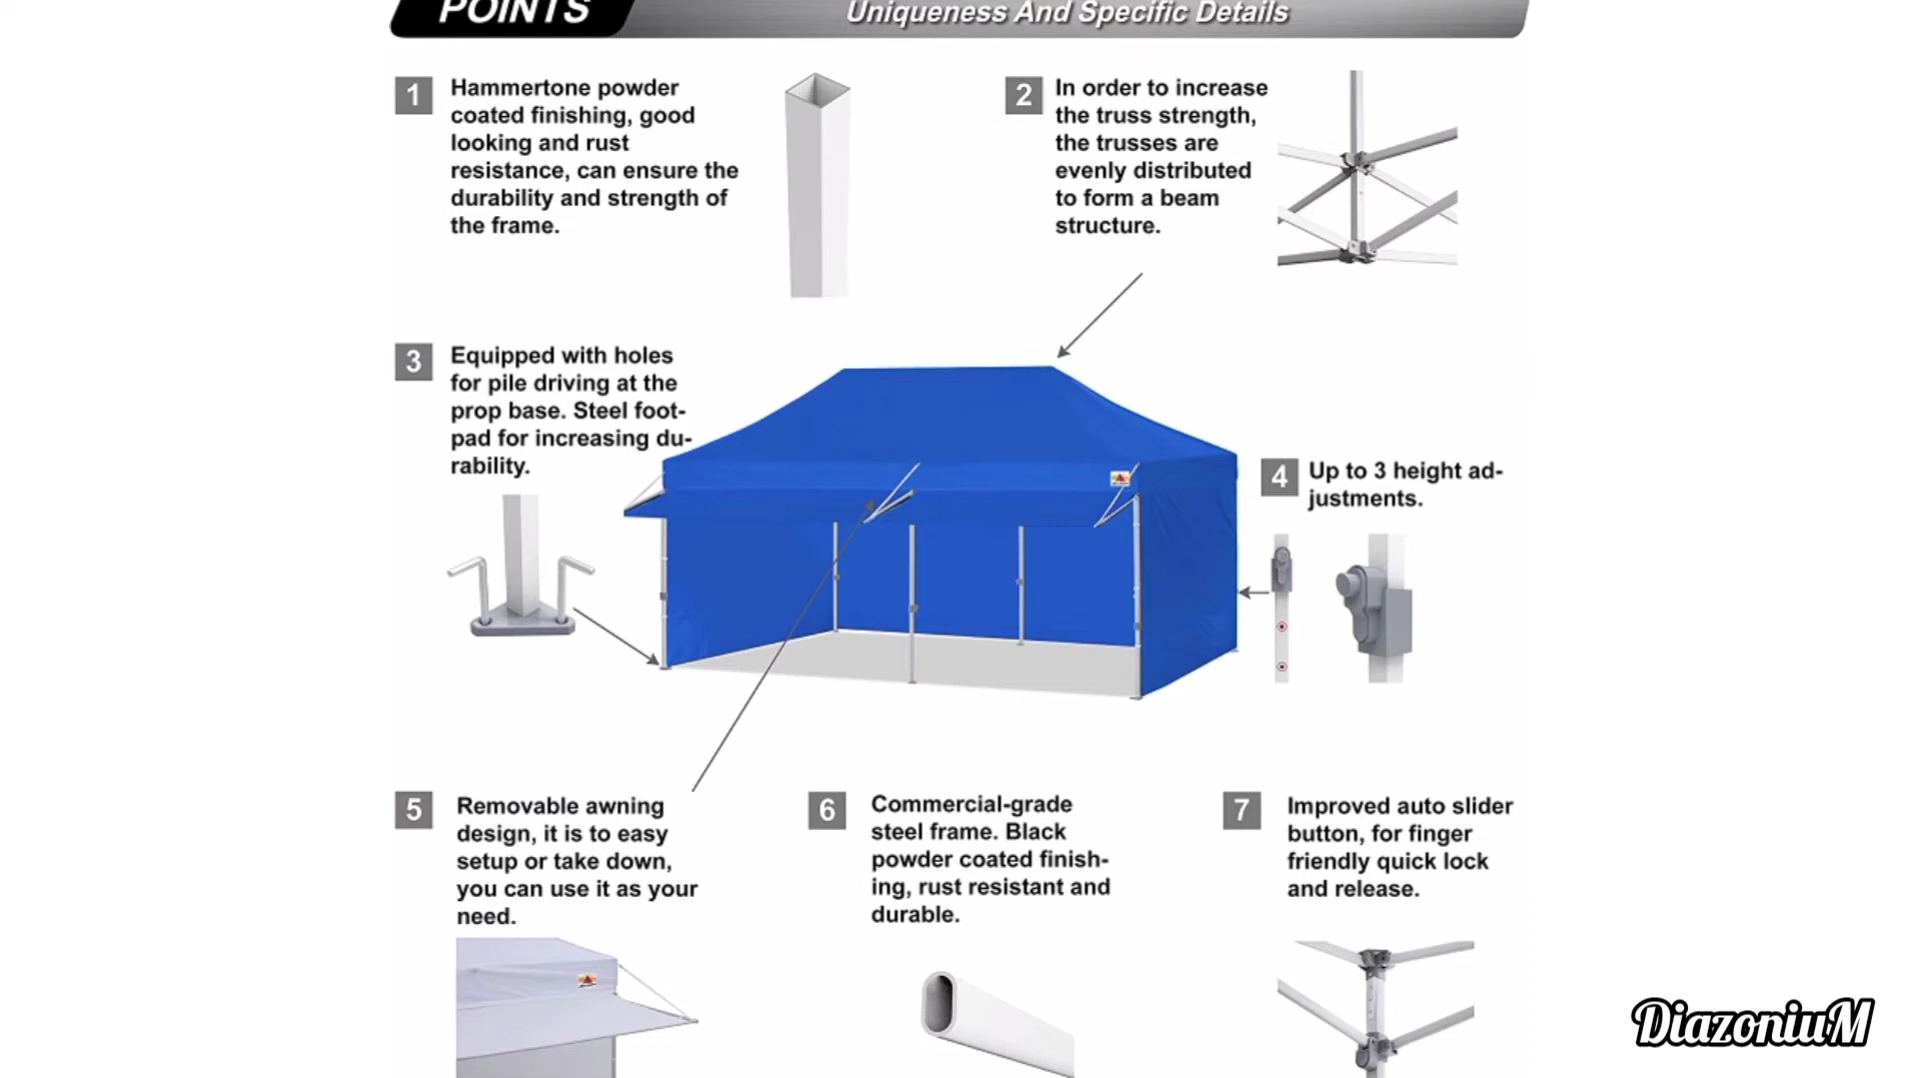 POINTS
Uniqueness And Specific Details
1
Hammertone powder
coated finishing, good
looking and rust
resistance, can ensure the
durability and strength of
the frame.
2
In order to increase
the truss strength,
the trusses are
evenly distributed
to form a beam
structure.
3
Equipped with holes
for pile driving at the
prop base. Steel foot-
pad for increasing du-
rability.
4
Up to 3 height ad-
justments.
5
Removable awning
design, it is to easy
setup or take down,
you can use it as your
need.
6
Commercial-grade
steel frame. Black
powder coated finish-
ing, rust resistant and
durable.
7
Improved auto slider
button, for finger
friendly quick lock
and release.
DiazoniuM